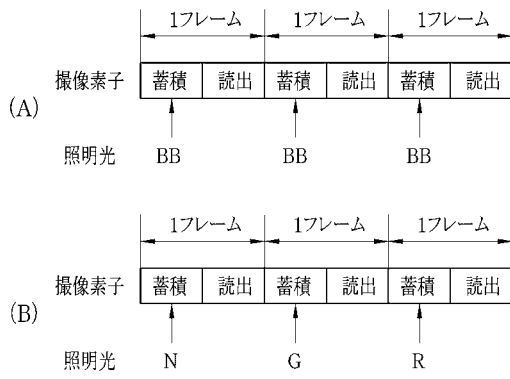 1フレーム 1フレーム 1フレーム
撮像素子 蓄積 読出 蓄積 読出 蓄積 読出
(A)
照明光 BB BB BB
1フレーム 1フレーム 1フレーム
撮像素子 蓄積 読出 蓄積 読出 蓄積 読出
(B)
照明光 N G R